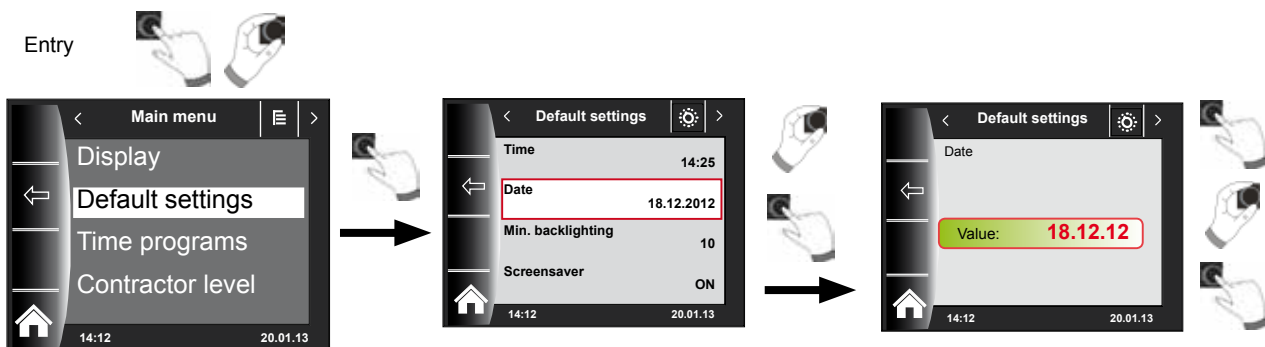 Entry
Main menu
Display
Default settings
Time programs
Contractor level
14:12 20.01.13
Default settings
Time
14:25
Date
18.12.2012
Min. backlighting
10
Screensaver
ON
14:12 20.01.13
Default settings
Date
Value: 18.12.12
14:12 20.01.13